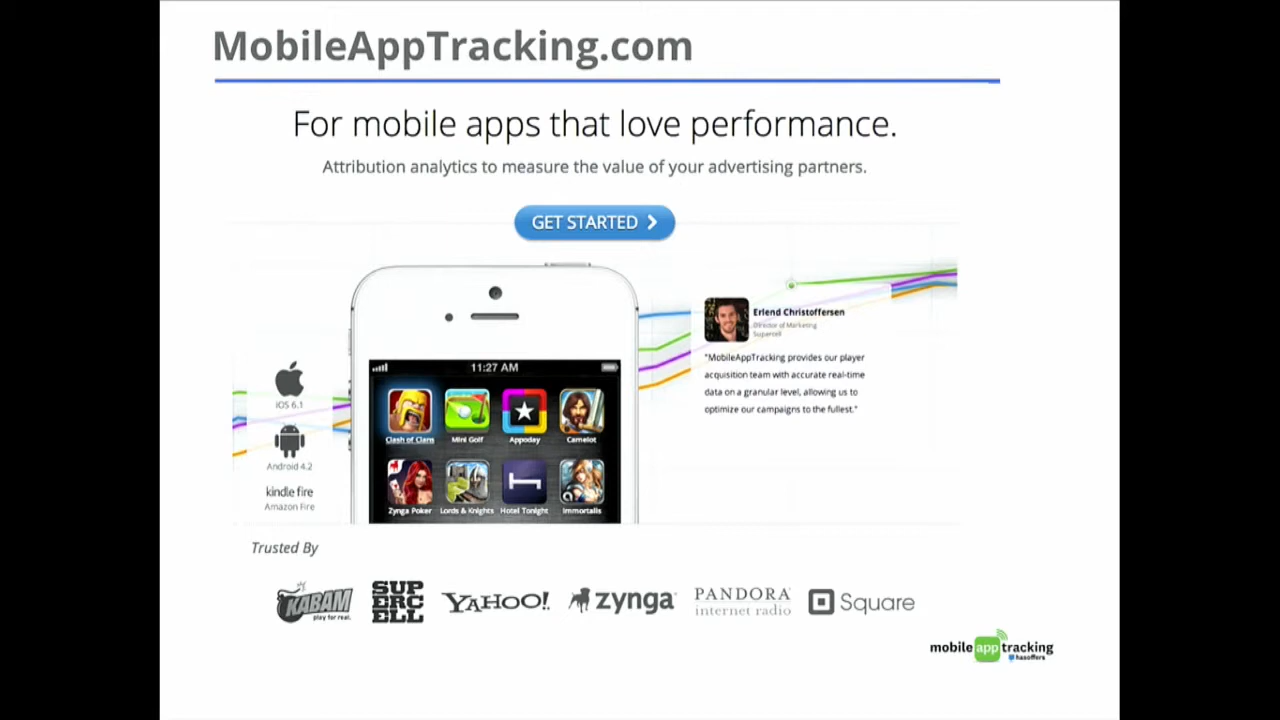 MobileAppTracking.com
For mobile apps that love performance.
Attribution analytics to measure the value of your advertising partners.
GET STARTED
11:27 AM
Clash of Clans
Mini Golf
Appoday
Camelot
Zynga Poker
Lords & Knights
Hotel Tonight
Immortalis
iOS 6.1
Android 4.2
kindle fire
Amazon Fire
Erlend Christoffersen
Director of Marketing
Supercell
"MobileAppTracking provides our player
acquisition team with accurate real-time
data on a granular level, allowing us to
optimize our campaigns to the fullest."
Trusted By
KABAM
play for real.
SUP
ERC
ELL
YAHOO!
zynga
PANDORA
internet radio
Square
mobile app tracking
hasoffers